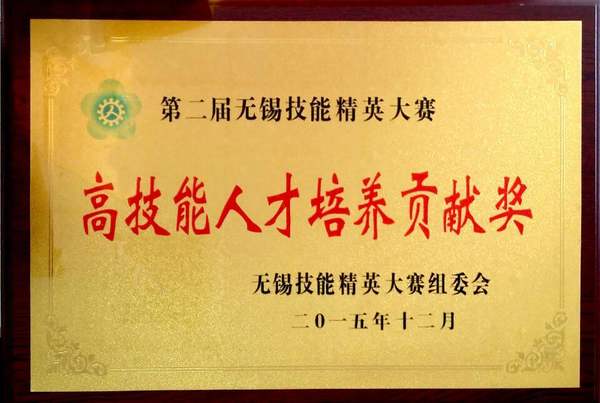 第二届无锡技能精英大赛
高技能人才培养贡献奖
无锡技能精英大赛组委会
二〇一五年十二月